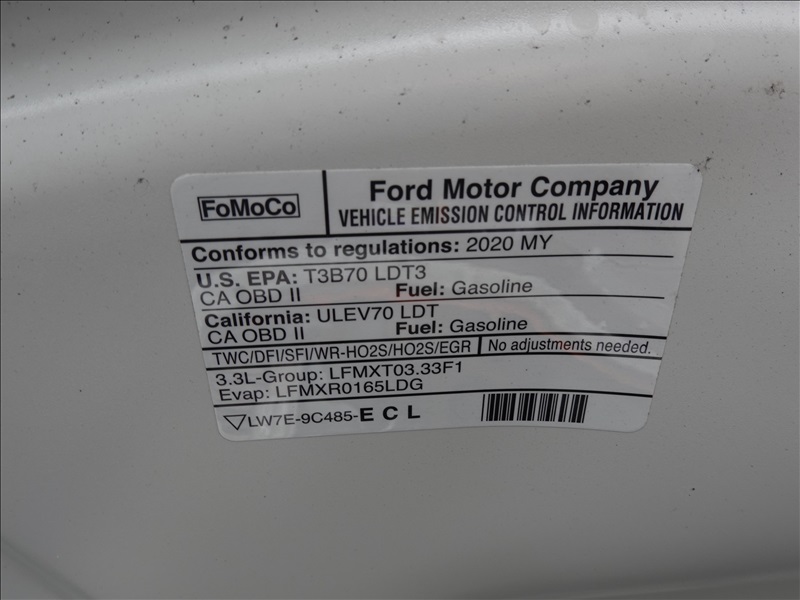 FoMoCo
Ford Motor Company
VEHICLE EMISSION CONTROL INFORMATION
Conforms to regulations: 2020 MY
U.S. EPA: T3B70 LDT3
CA OBD II Fuel: Gasoline
California: ULEV70 LDT
CA OBD II Fuel: Gasoline
TWC/DFI/SFI/WR-HO2S/HO2S/EGR No adjustments needed.
3.3L-Group: LFMXT03.33F1
Evap: LFMXR0165LDG
LW7E-9C485-E C L